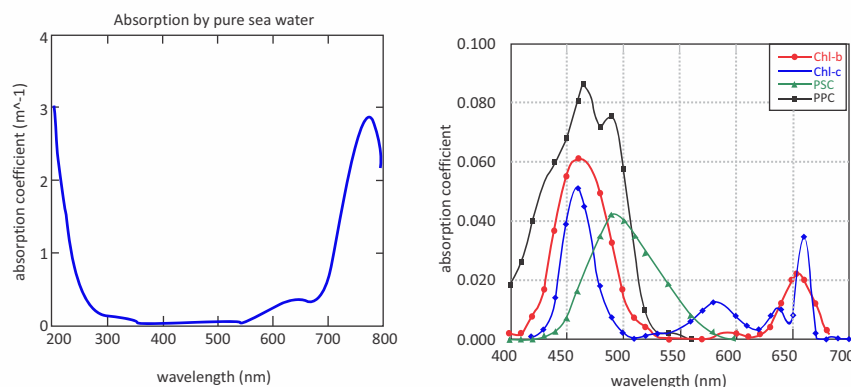 Absorption by pure sea water
absorption coefficient (m^-1)
4
3
2
1
0
200 300 400 500 600 700 800
wavelength (nm)
absorption coefficient
0.100
0.080
0.060
0.040
0.020
0.000
400 450 500 550 600 650 700
wavelength (nm)
Chl-b
Chl-c
PSC
PPC